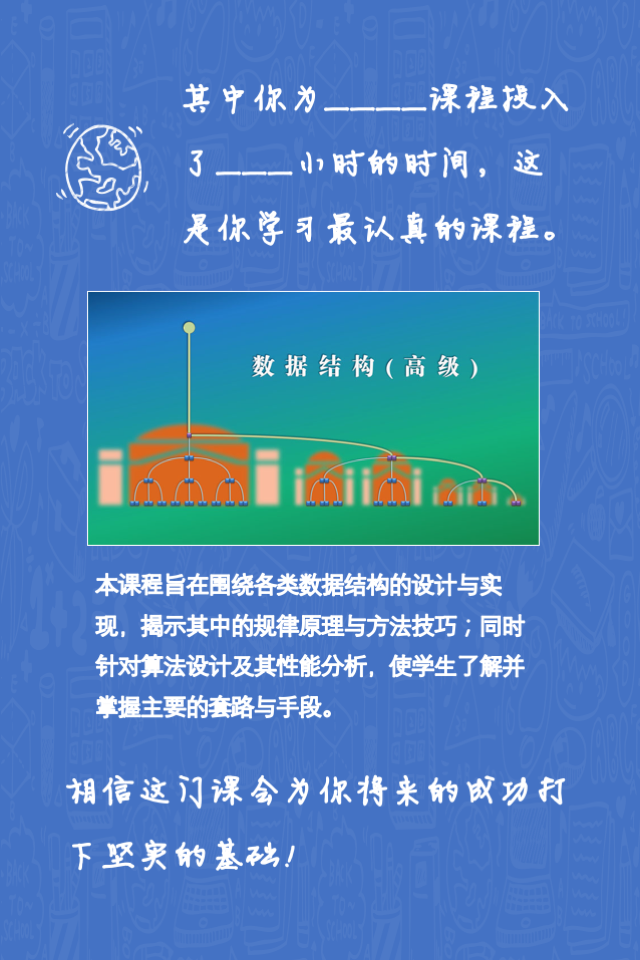 其中你为____课程投入
了___小时的时间，这
是你学习最认真的课程。
数据结构(高级)
本课程旨在围绕各类数据结构的设计与实
现，揭示其中的规律原理与方法技巧；同时
针对算法设计及其性能分析，使学生了解并
掌握主要的套路与手段。
相信这门课会为你将来的成功打
下坚实的基础！